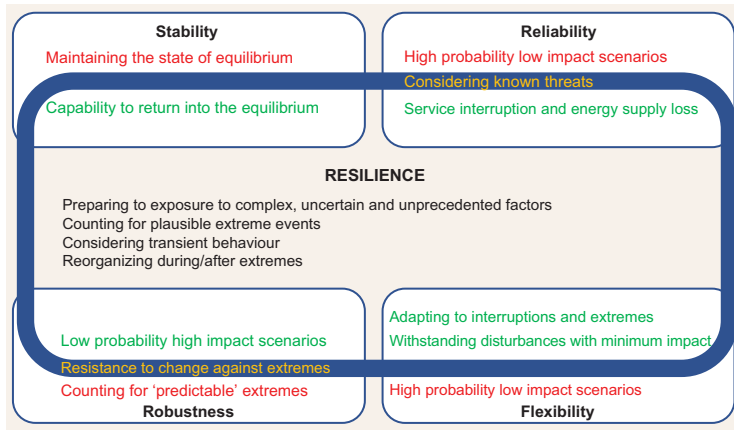 Stability
Maintaining the state of equilibrium
Capability to return into the equilibrium
Reliability
High probability low impact scenarios
Considering known threats
Service interruption and energy supply loss
RESILIENCE
Preparing to exposure to complex, uncertain and unprecedented factors
Counting for plausible extreme events
Considering transient behaviour
Reorganizing during/after extremes
Low probability high impact scenarios
Resistance to change against extremes
Counting for ‘predictable’ extremes
Robustness
Adapting to interruptions and extremes
Withstanding disturbances with minimum impact
High probability low impact scenarios
Flexibility